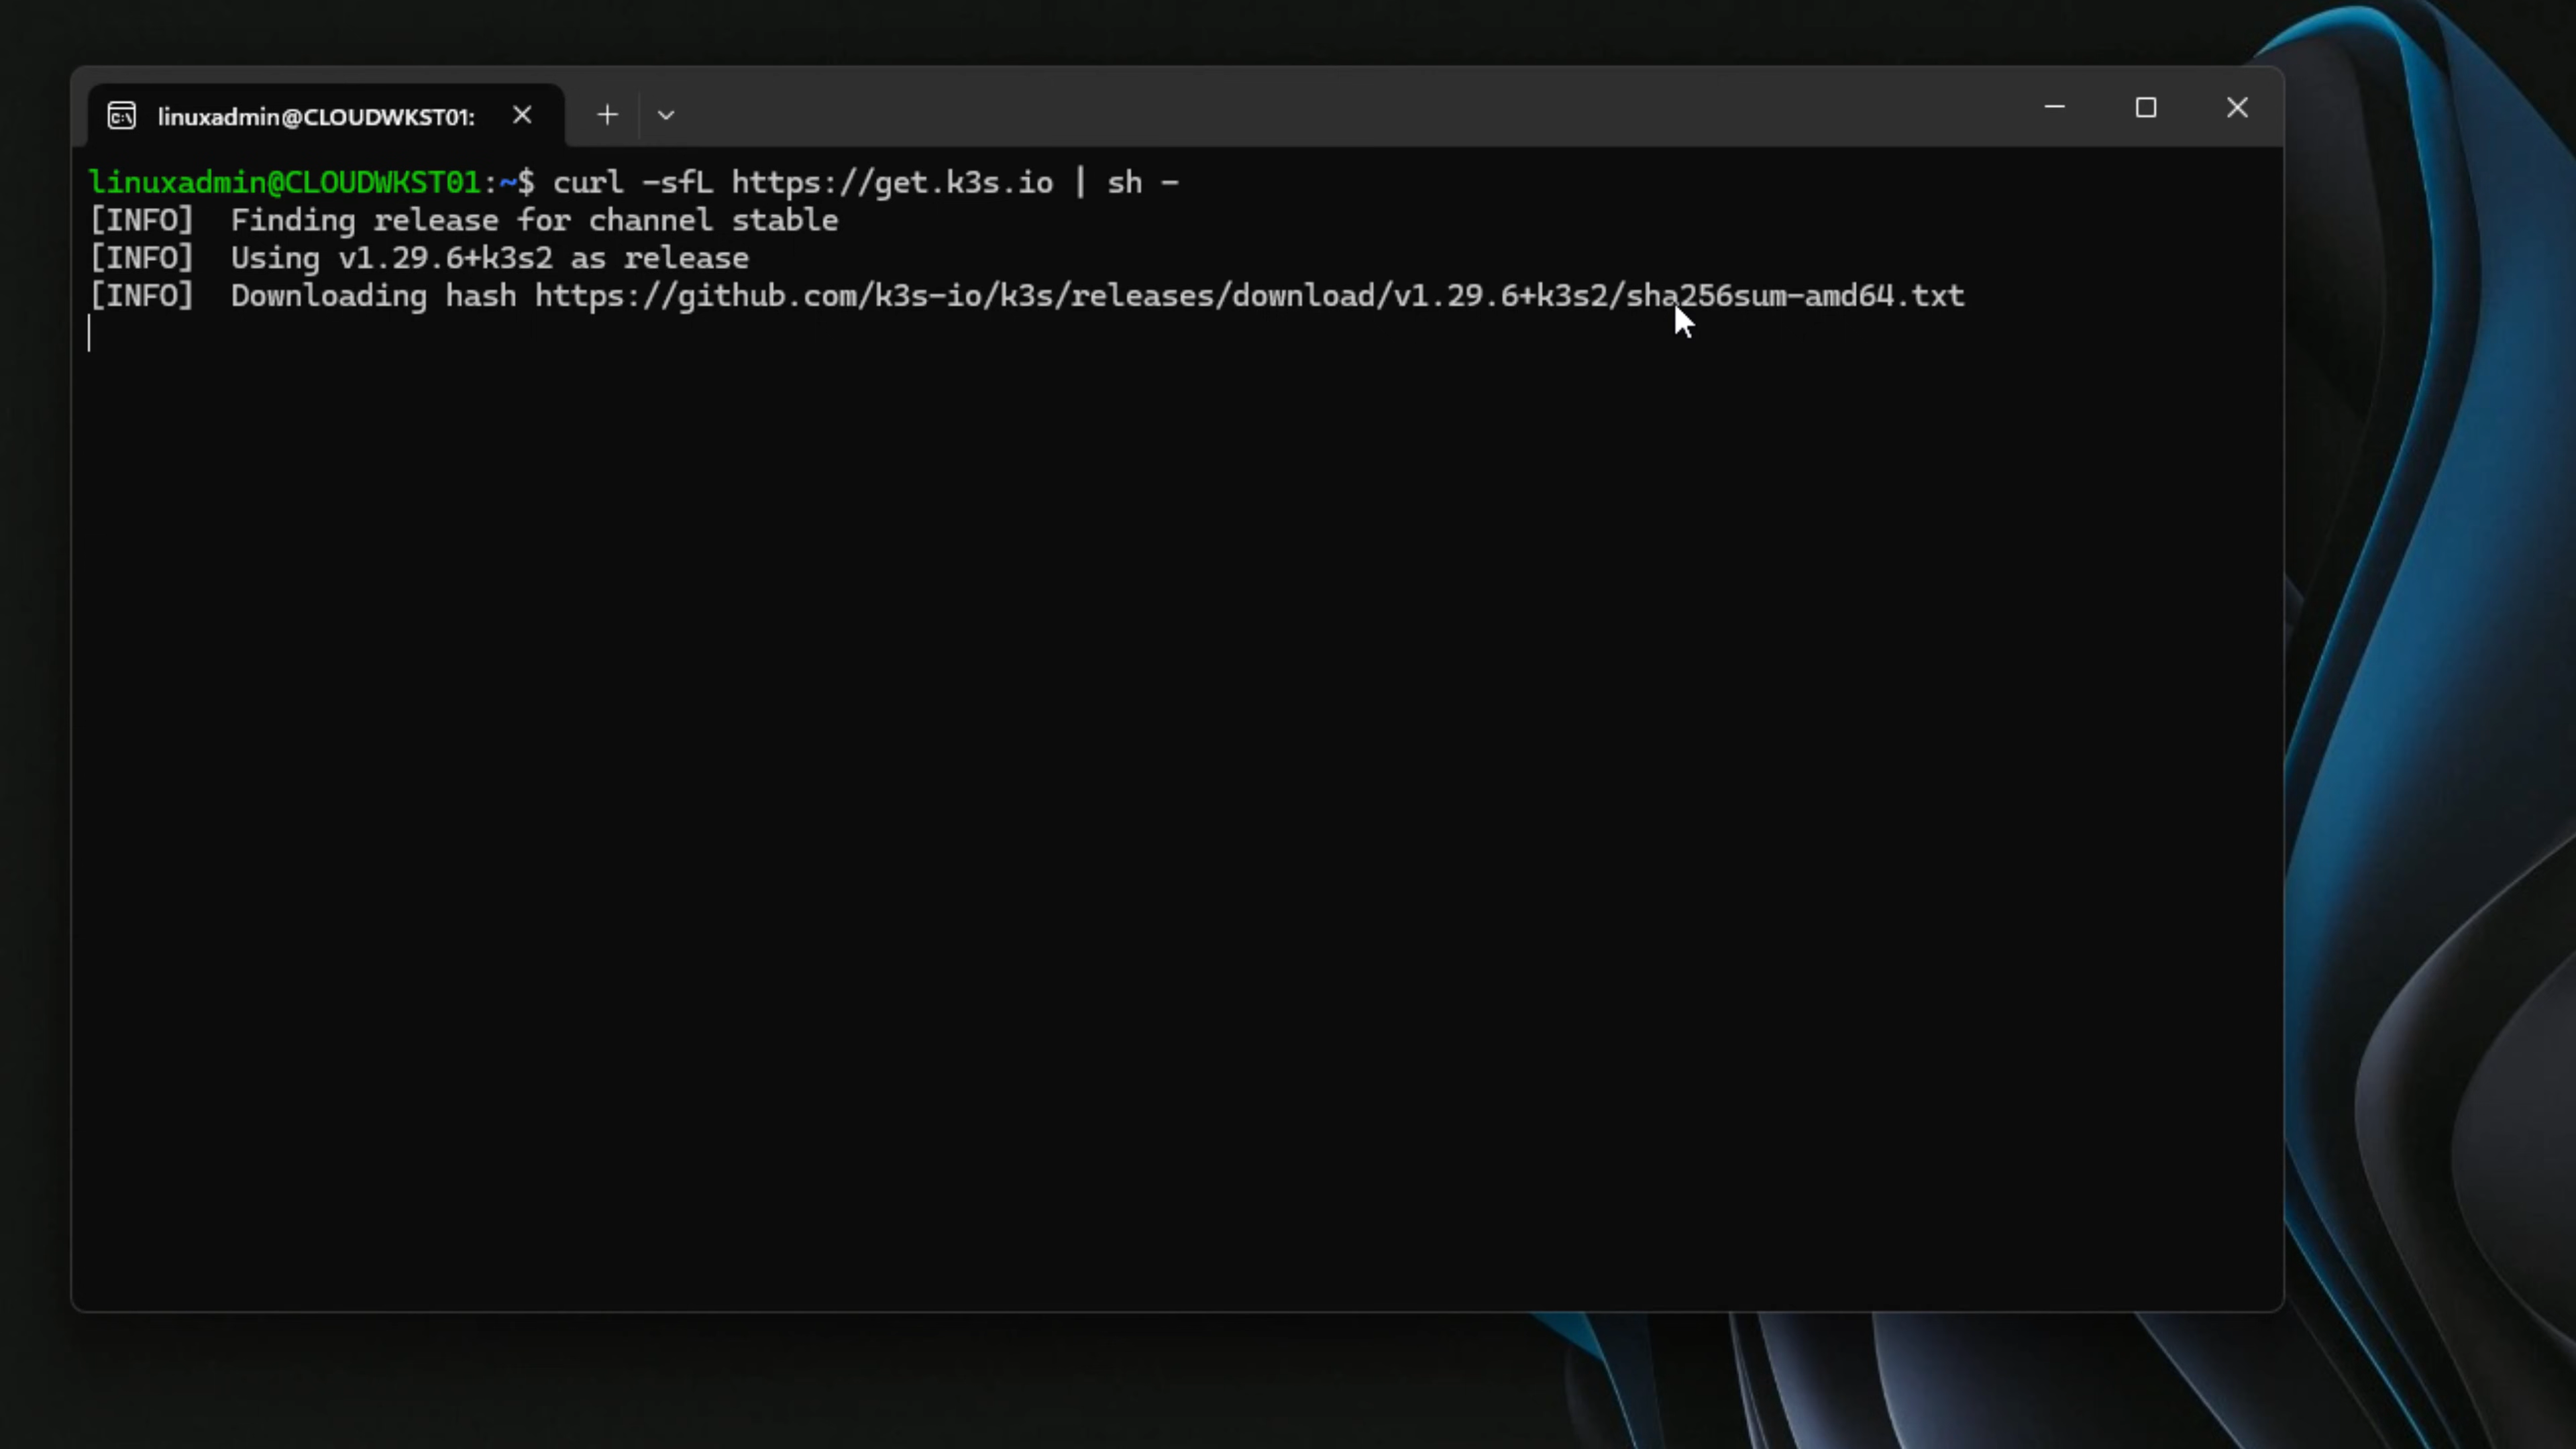 linuxadmin@CLOUDWKST01:
linuxadmin@CLOUDWKST01:~$ curl -sfL https://get.k3s.io | sh -
[INFO]  Finding release for channel stable
[INFO]  Using v1.29.6+k3s2 as release
[INFO]  Downloading hash https://github.com/k3s-io/k3s/releases/download/v1.29.6+k3s2/sha256sum-amd64.txt